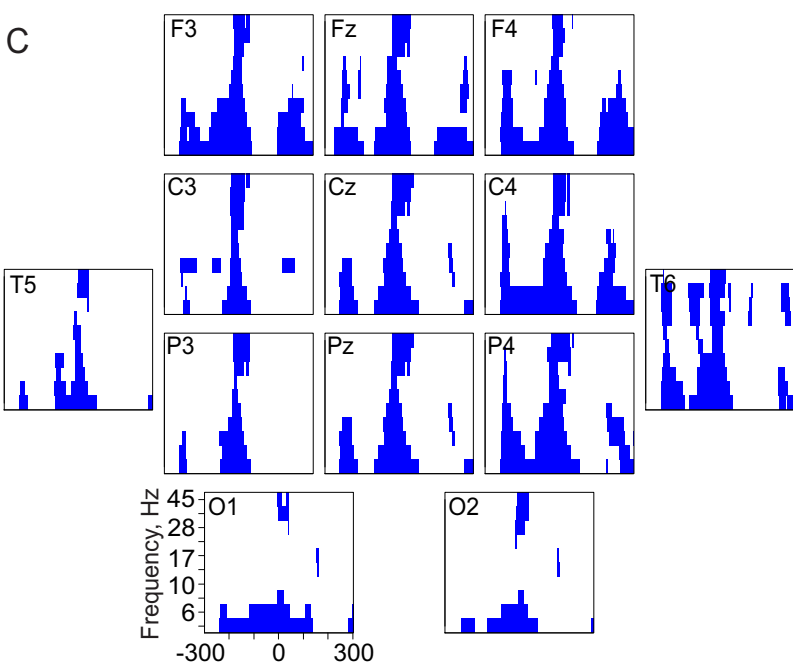 C
F3 Fz F4
C3 Cz C4
T5 T6
P3 Pz P4
O1 O2
Frequency, Hz
45
28
17
10
6
-300 0 300